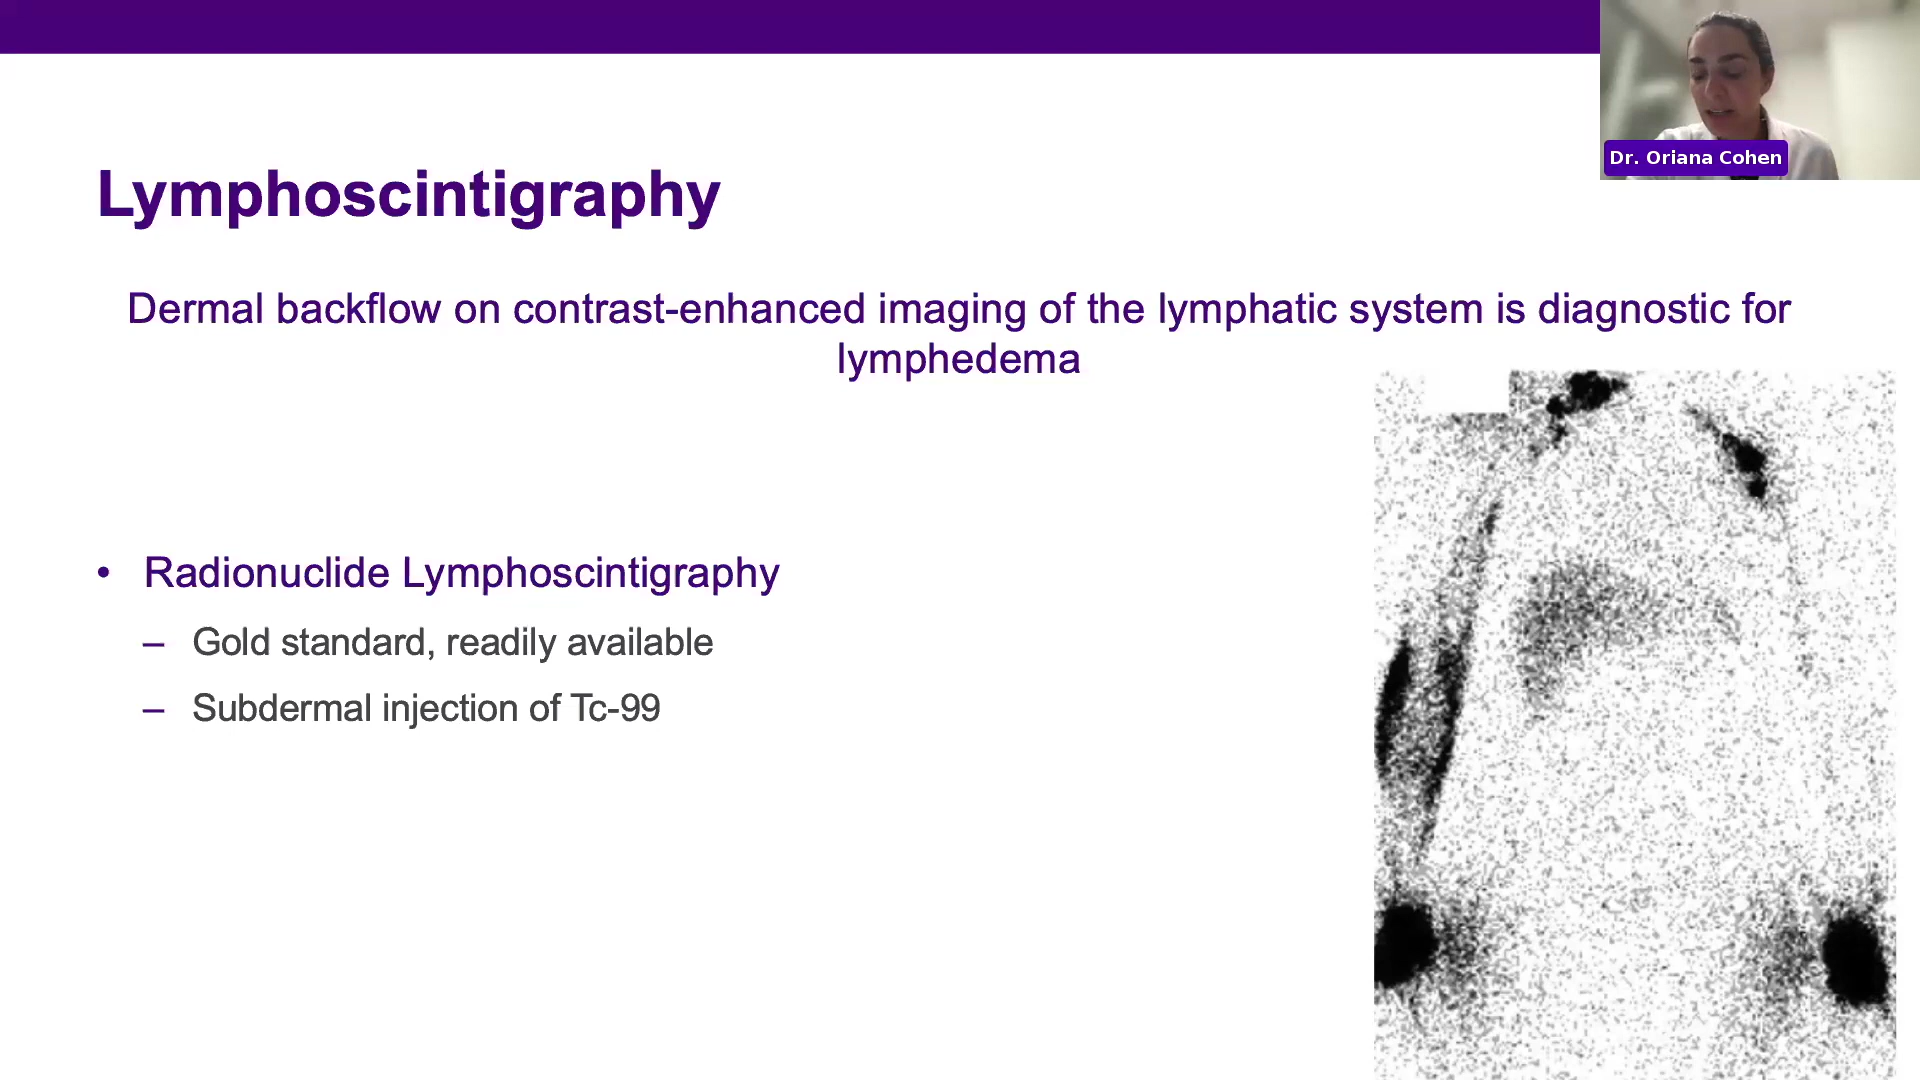 Dr. Oriana Cohen
Lymphoscintigraphy
Dermal backflow on contrast-enhanced imaging of the lymphatic system is diagnostic for
lymphedema
• Radionuclide Lymphoscintigraphy
– Gold standard, readily available
– Subdermal injection of Tc-99